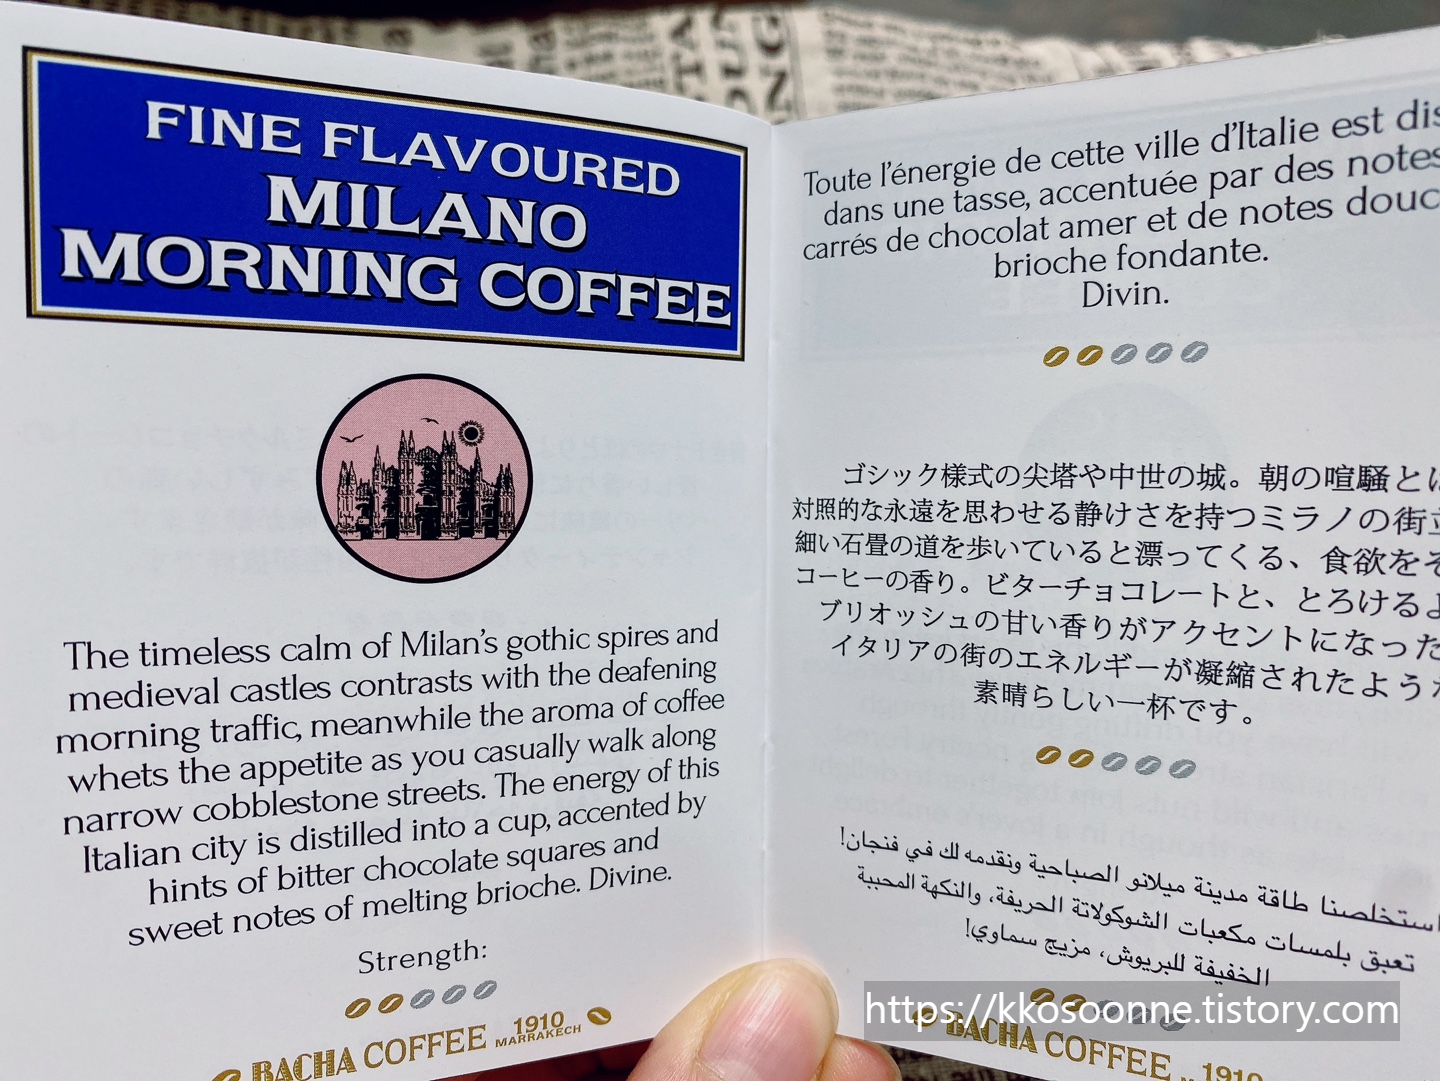 FINE FLAVOURED
MILANO
MORNING COFFEE
The timeless calm of Milan's gothic spires and
medieval castles contrasts with the deafening
morning traffic, meanwhile the aroma of coffee
whets the appetite as you casually walk along
narrow cobblestone streets. The energy of this
Italian city is distilled into a cup, accented by
hints of bitter chocolate squares and
sweet notes of melting brioche. Divine.
Strength:
BACHA COFFEE 1910
MARRAKECH
Toute l'énergie de cette ville d'Italie est
dans une tasse, accentuée par des notes
carrés de chocolat amer et de notes
brioche fondante.
Divin.
ゴシック様式の尖塔や中世の城。朝の喧騒と
対照的な永遠を思わせる静けさを持つミラノの街
細い石畳の道を歩いていると漂ってくる、食欲を
コーヒーの香り。ビターチョコレートと、とろける
ブリオッシュの甘い香りがアクセントになった
イタリアの街のエネルギーが凝縮されたよう
素晴らしい一杯です。
استخلصنا طاقة مدينة ميلانو الصباحية ونقدمه لك في فنجان!
تعبق بلمسات مكعبات الشوكولاتة الحريفة، والنكهة المحببة
الخفيفة للبريوش، مزيج سماوي!
https://kkosoonne.tistory.com
BACHA COFFEE 1910